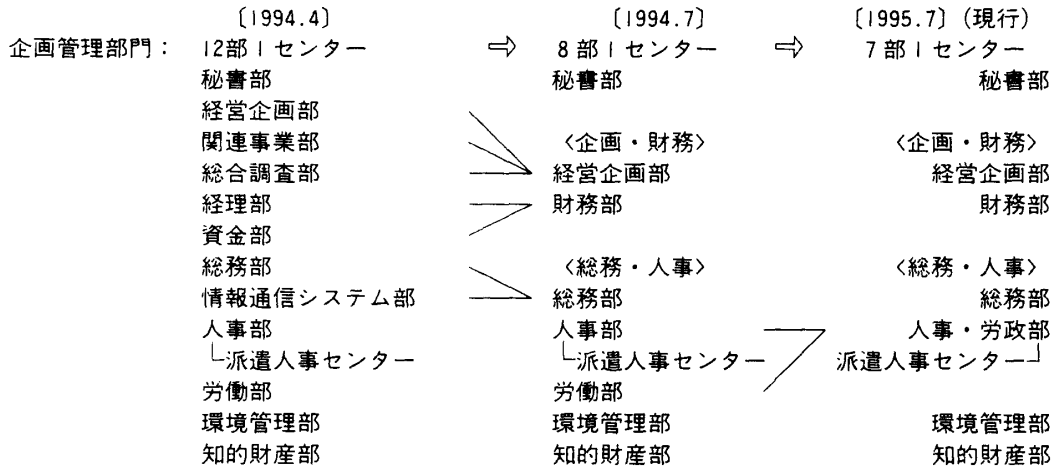 〔1994.4〕 〔1994.7〕 〔1995.7〕(現行)
企画管理部門： 12部1センター ⇨ 8部1センター ⇨ 7部1センター
秘書部 秘書部 秘書部
経営企画部
関連事業部 〈企画・財務〉 〈企画・財務〉
総合調査部 経営企画部 経営企画部
経理部 財務部 財務部
資金部
総務部 〈総務・人事〉 〈総務・人事〉
情報通信システム部 総務部 総務部
人事部 人事部 人事・労政部
└派遣人事センター └派遣人事センター 派遣人事センター┘
労働部 労働部
環境管理部 環境管理部 環境管理部
知的財産部 知的財産部 知的財産部